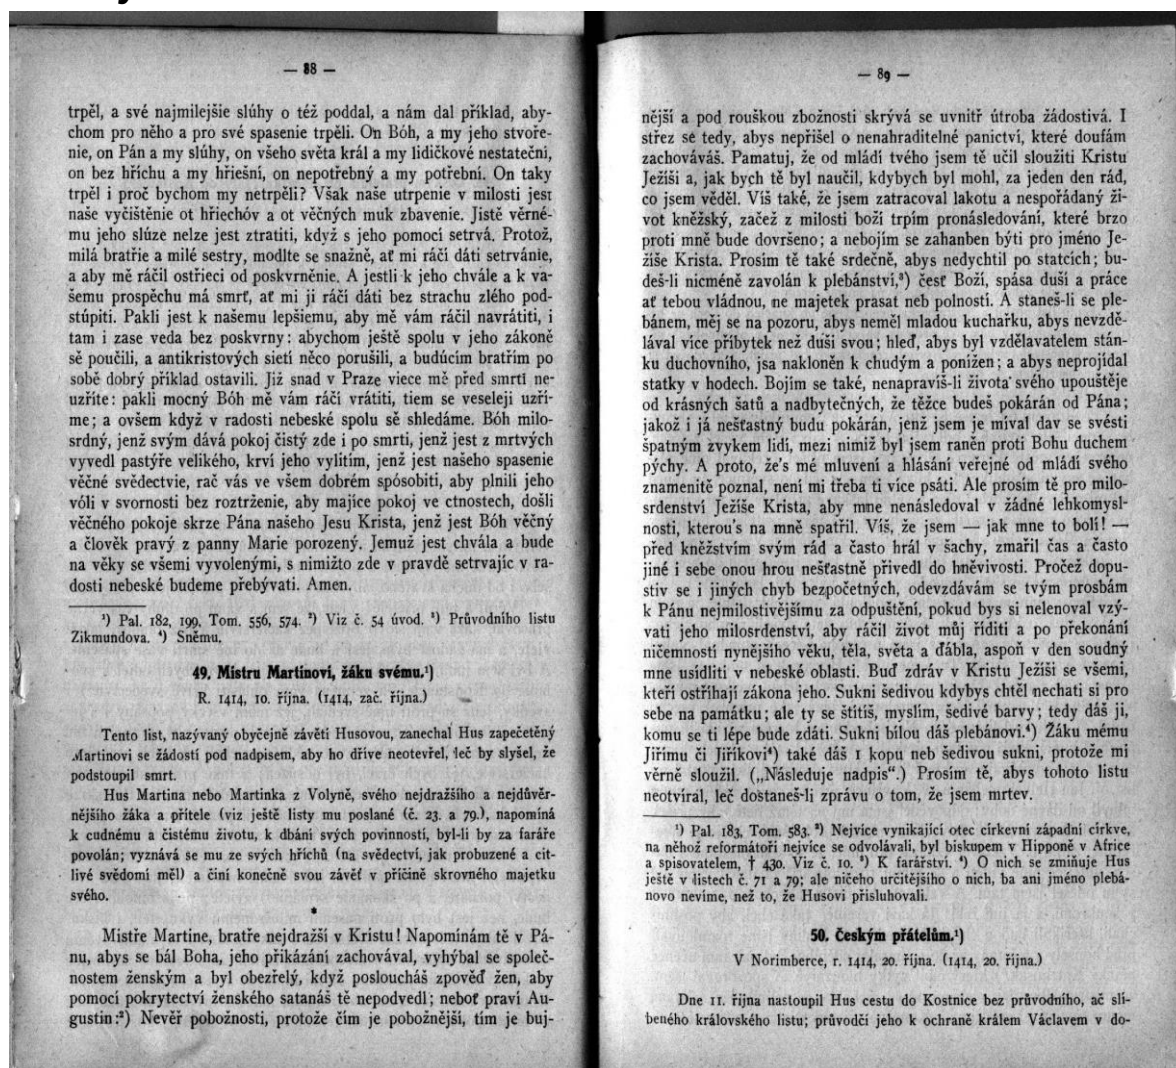 — 88 —
trpěl, a své najmilejšie slúhy o též poddal, a nám dal příklad, aby-
chom pro něho a pro své spasenie trpěli. On Bóh, a my jeho stvoře-
nie, on Pán a my slúhy, on všeho světa král a my lidičkové nestateční,
on bez hříchu a my hřiešní, on nepotřebný a my potřební. On taky
trpěl i proč bychom my netrpěli? Však naše utrpenie v milosti jest
naše vyčištěnie ot hřiechóv a ot věčných muk zbavenie. Jistě věrné-
mu jeho slúze nelze jest ztratiti, když s jeho pomocí setrvá. Protož,
milá bratřie a milé sestry, modlte se snažně, ať mi ráčí dáti setrvánie,
a aby mě ráčil ostřieci od poskvrněnie. A jestli k jeho chvále a k va-
šemu prospěchu má smrť, ať mi ji ráčí dáti bez strachu zlého pod-
stúpiti. Pakli jest k našemu lepšiemu, aby mě vám ráčil navrátiti, i
tam i zase veda bez poskvrny: abychom ještě spolu v jeho zákoně
sě poučili, a antikristových sietí něco porušili, a budúcím bratřím po
sobě dobrý příklad ostavili. Již snad v Praze viece mě před smrtí ne-
uzříte: pakli mocný Bóh mě vám ráčí vrátiti, tiem se veseleji uzří-
me; a ovšem když v radosti nebeské spolu sě shledáme. Bóh milo-
srdný, jenž svým dává pokoj čistý zde i po smrti, jenž jest z mrtvých
vyvedl pastýře velikého, krví jeho vylitím, jenž jest našeho spasenie
věčné svědectvie, rač vás ve všem dobrém spósobiti, aby plnili jeho
vóli v svornosti bez roztrženie, aby majíce pokoj ve ctnostech, došli
věčného pokoje skrze Pána našeho Jesu Krista, jenž jest Bóh věčný
a člověk pravý z panny Marie porozený. Jemuž jest chvála a bude
na věky se všemi vyvolenými, s nimižto zde v pravdě setrvajíc v ra-
dosti nebeské budeme přebývati. Amen.
¹) Pal. 182, 199. Tom. 556, 574. ²) Viz č. 54 úvod. ³) Průvodního listu
Zikmundova. ⁴) Sněmu.
49. Mistru Martinovi, žáku svému.¹)
R. 1414, 10. října. (1414, zač. října.)
Tento list, nazývaný obyčejně závětí Husovou, zanechal Hus zapečetěný
Martinovi se žádostí pod nadpisem, aby ho dříve neotevřel, leč by slyšel, že
podstoupil smrt.
Hus Martina nebo Martinka z Volyně, svého nejdražšího a nejdůvěr-
nějšího žáka a přítele (viz ještě listy mu poslané (č. 23. a 79.), napomíná
k cudnému a čistému životu, k dbání svých povinností, byl-li by za faráře
povolán; vyznává se mu ze svých hříchů (na svědectví, jak probuzené a cit-
livé svědomí měl) a činí konečně svou závěť v příčině skrovného majetku
svého.
*
Mistře Martine, bratře nejdražší v Kristu! Napomínám tě v Pá-
nu, abys se bál Boha, jeho přikázání zachovával, vyhýbal se společ-
nostem ženským a byl obezřelý, když posloucháš zpověď žen, aby
pomocí pokrytectví ženského satanáš tě nepodvedl; neboť praví Au-
gustin:²) Nevěř pobožnosti, protože čím je pobožnější, tím je buj-
— 89 —
nější a pod rouškou zbožnosti skrývá se uvnitř útroba žádostivá. I
střez se tedy, abys nepřišel o nenahraditelné panictví, které doufám
zachováváš. Pamatuj, že od mládí tvého jsem tě učil sloužiti Kristu
Ježíši a, jak bych tě byl naučil, kdybych byl mohl, za jeden den rád,
co jsem věděl. Víš také, že jsem zatracoval lakotu a nespořádaný ži-
vot kněžský, začež z milosti boží trpím pronásledování, které brzo
proti mně bude dovršeno; a nebojím se zahanben býti pro jméno Je-
žíše Krista. Prosím tě také srdečně, abys nedychtil po statcích; bu-
deš-li nicméně zavolán k plebánství,³) česť Boží, spása duší a práce
ať tebou vládnou, ne majetek prasat neb polností. A staneš-li se ple-
bánem, měj se na pozoru, abys neměl mladou kuchařku, abys nevzdě-
lával více příbytek než duši svou; hleď, abys byl vzdělavatelem stán-
ku duchovního, jsa nakloněn k chudým a ponížen; a abys neprojídal
statky v hodech. Bojím se také, nenapravíš-li života svého upouštěje
od krásných šatů a nadbytečných, že těžce budeš pokárán od Pána;
jakož i já nešťastný budu pokárán, jenž jsem je míval dav se svésti
špatným zvykem lidí, mezi nimiž byl jsem raněn proti Bohu duchem
pýchy. A proto, že's mé mluvení a hlásání veřejné od mládí svého
znamenitě poznal, není mi třeba ti více psáti. Ale prosím tě pro milo-
srdenství Ježíše Krista, aby mne nenásledoval v žádné lehkomysl-
nosti, kterou's na mně spatřil. Víš, že jsem — jak mne to bolí! —
před kněžstvím svým rád a často hrál v šachy, zmařil čas a často
jiné i sebe onou hrou nešťastně přivedl do hněvivosti. Pročež dopu-
stiv se i jiných chyb bezpočetných, odevzdávám se tvým prosbám
k Pánu nejmilostivějšímu za odpuštění, pokud bys si nelenoval vzý-
vati jeho milosrdenství, aby ráčil život můj říditi a po překonání
ničemností nynějšího věku, těla, světa a ďábla, aspoň v den soudný
mne usídliti v nebeské oblasti. Buď zdráv v Kristu Ježíši se všemi,
kteří ostříhají zákona jeho. Sukni šedivou kdybys chtěl nechati si pro
sebe na památku; ale ty se štítíš, myslím, šedivé barvy; tedy dáš ji,
komu se ti lépe bude zdáti. Sukni bílou dáš plebánovi.⁴) Žáku mému
Jiřímu či Jiříkovi⁴) také dáš 1 kopu neb šedivou sukni, protože mi
věrně sloužil. („Následuje nadpis“.) Prosím tě, abys tohoto listu
neotvíral, leč dostaneš-li zprávu o tom, že jsem mrtev.
¹) Pal. 183, Tom. 583. ²) Nejvíce vynikající otec církevní západní církve,
na něhož reformátoři nejvíce se odvolávali, byl biskupem v Hipponě v Africe
a spisovatelem, † 430. Viz č. 10. ³) K farářství. ⁴) O nich se zmiňuje Hus
ještě v listech č. 71 a 79; ale ničeho určitějšího o nich, ba ani jméno plebá-
novo nevíme, než to, že Husovi přisluhovali.
50. Českým přátelům.¹)
V Norimberce, r. 1414, 20. října. (1414, 20. října.)
Dne 11. října nastoupil Hus cestu do Kostnice bez průvodního, ač slí-
beného královského listu; průvodčí jeho k ochraně králem Václavem v do-